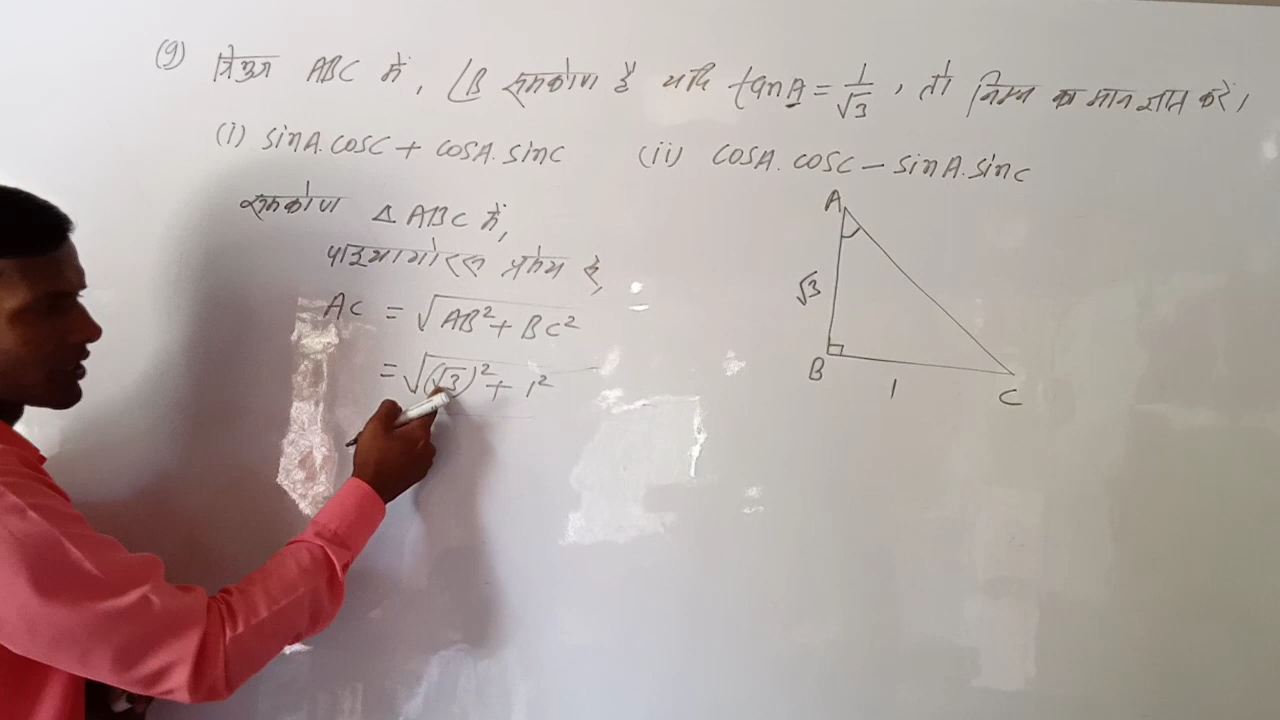 (9) त्रिभुज ABC में, ∠B समकोण है यदि tanA = 1/√3, तो निम्न का मान ज्ञात करें।
(i) sinA.cosC + cosA.sinC (ii) cosA.cosC − sinA.sinC
समकोण Δ ABC में,
पाइथागोरस प्रमेय से,
AC = √AB² + BC²
= √(√3)² + 1²
A
√3
B
1
C